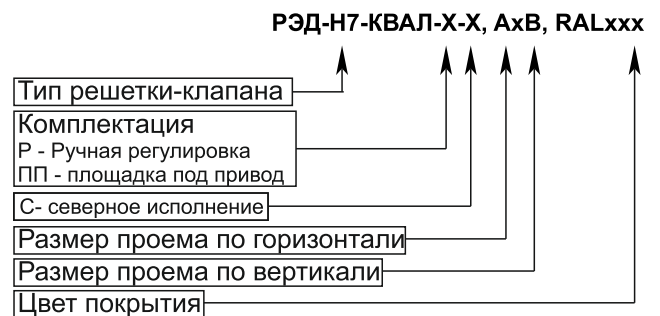 РЭД-Н7-КВАЛ-Х-Х, АхВ, RALxxx
Тип решетки-клапана
Комплектация
Р - Ручная регулировка
ПП - площадка под привод
С- северное исполнение
Размер проема по горизонтали
Размер проема по вертикали
Цвет покрытия